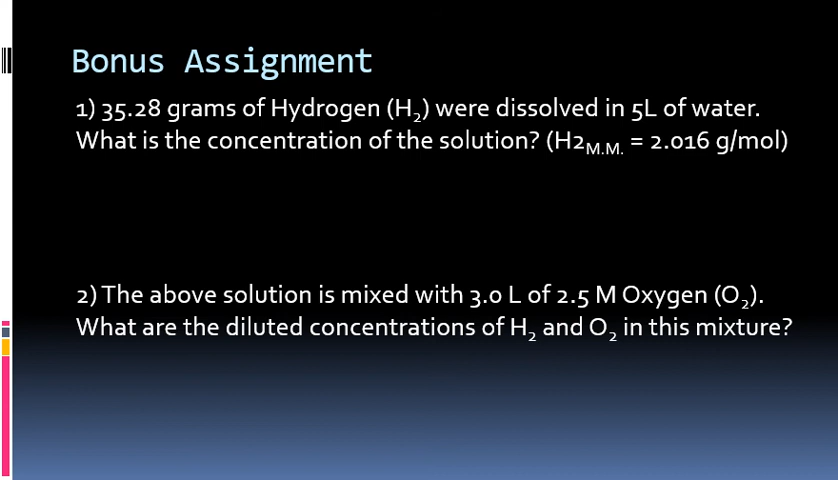 Bonus Assignment
1) 35.28 grams of Hydrogen (H₂) were dissolved in 5L of water.
What is the concentration of the solution? (H2M.M. = 2.016 g/mol)
2) The above solution is mixed with 3.0 L of 2.5 M Oxygen (O₂).
What are the diluted concentrations of H₂ and O₂ in this mixture?